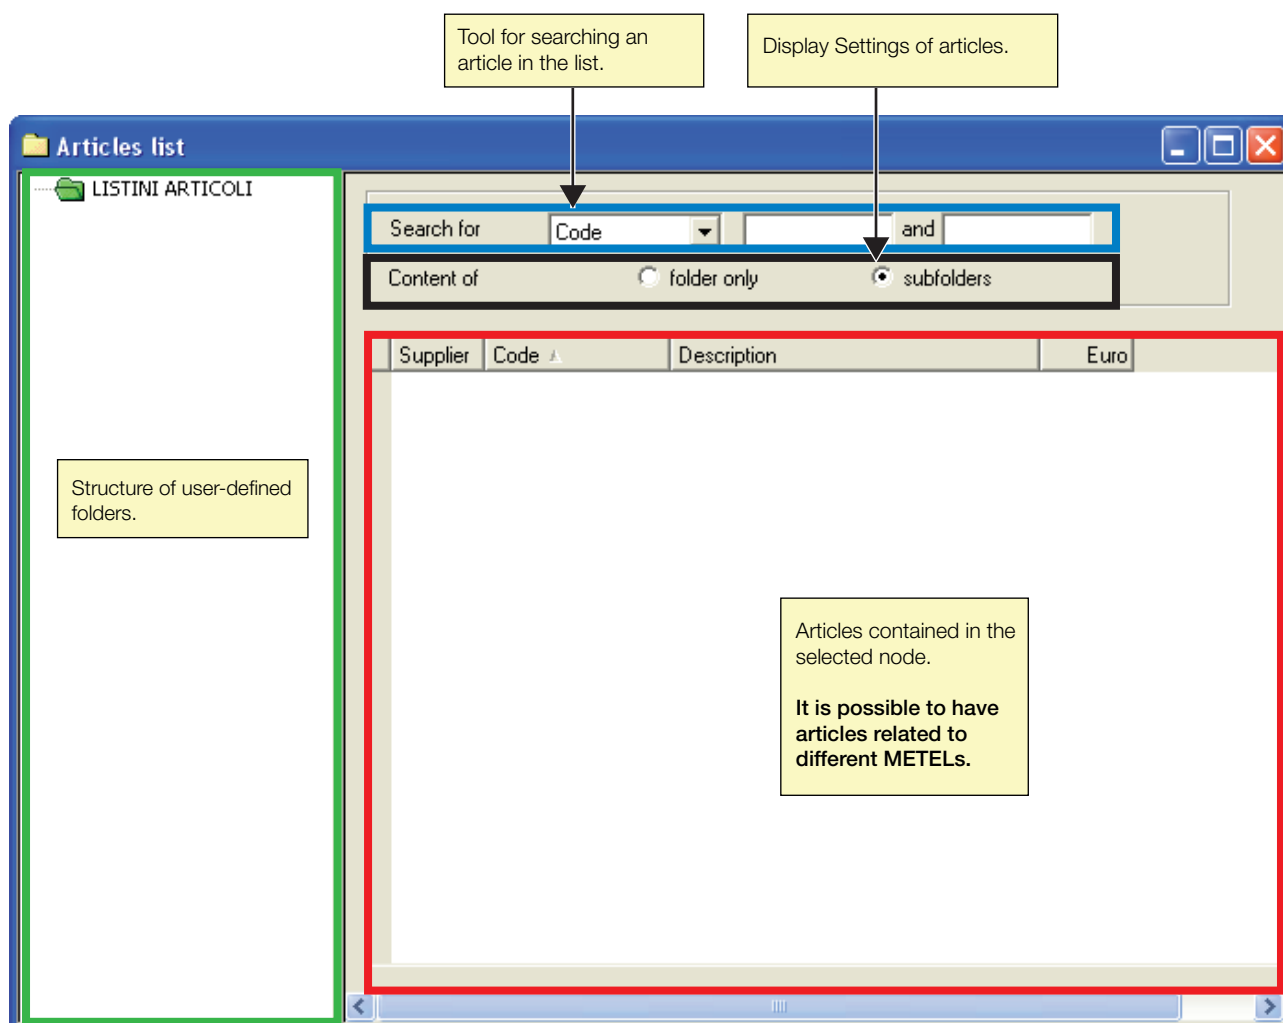 Tool for searching an
article in the list.
Display Settings of articles.
Articles list
LISTINI ARTICOLI
Search for Code and
Content of folder only subfolders
Supplier Code Description Euro
Structure of user-defined
folders.
Articles contained in the
selected node.
It is possible to have
articles related to
different METELs.